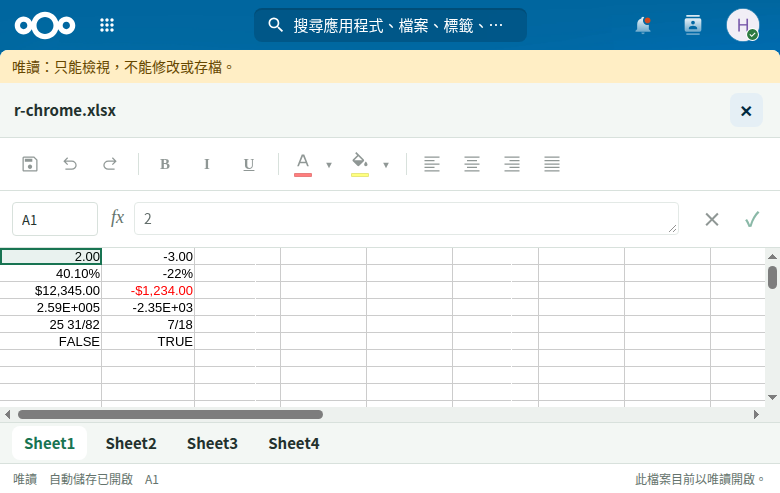 搜尋應用程式、檔案、標籤、…
H
唯讀：只能檢視，不能修改或存檔。
r-chrome.xlsx
B I U A
A1 fx 2
2.00 -3.00
40.10% -22%
$12,345.00 -$1,234.00
2.59E+005 -2.35E+03
25 31/82 7/18
FALSE TRUE
Sheet1 Sheet2 Sheet3 Sheet4
唯讀 自動儲存已開啟 A1 此檔案目前以唯讀開啟。